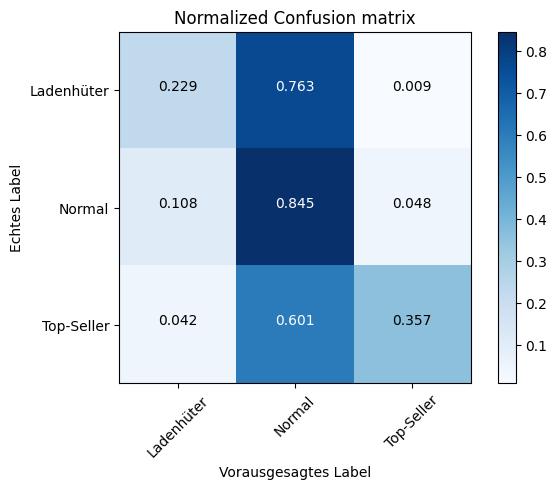 Normalized Confusion matrix
Echtes Label
Ladenhüter
0.229 0.763 0.009
Normal
0.108 0.845 0.048
Top-Seller
0.042 0.601 0.357
Ladenhüter Normal Top-Seller
Vorausgesagtes Label
0.8
0.7
0.6
0.5
0.4
0.3
0.2
0.1